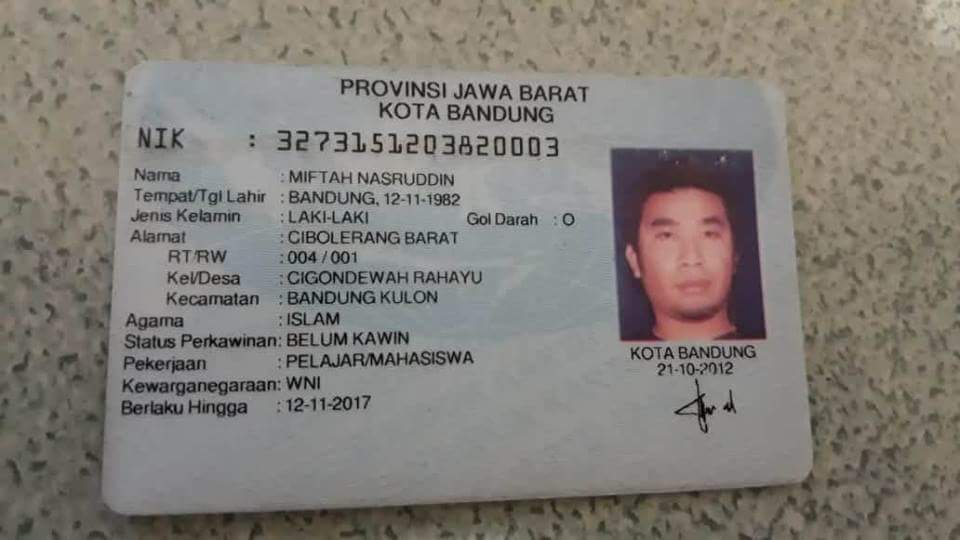 PROVINSI JAWA BARAT
KOTA BANDUNG
NIK : 3273151203820003
Nama : MIFTAH NASRUDDIN
Tempat/Tgl Lahir : BANDUNG, 12-11-1982
Jenis Kelamin : LAKI-LAKI Gol Darah : O
Alamat : CIBOLERANG BARAT
RT/RW : 004 / 001
Kel/Desa : CIGONDEWAH RAHAYU
Kecamatan : BANDUNG KULON
Agama : ISLAM
Status Perkawinan: BELUM KAWIN
Pekerjaan : PELAJAR/MAHASISWA
Kewarganegaraan: WNI
Berlaku Hingga : 12-11-2017
KOTA BANDUNG
21-10-2012